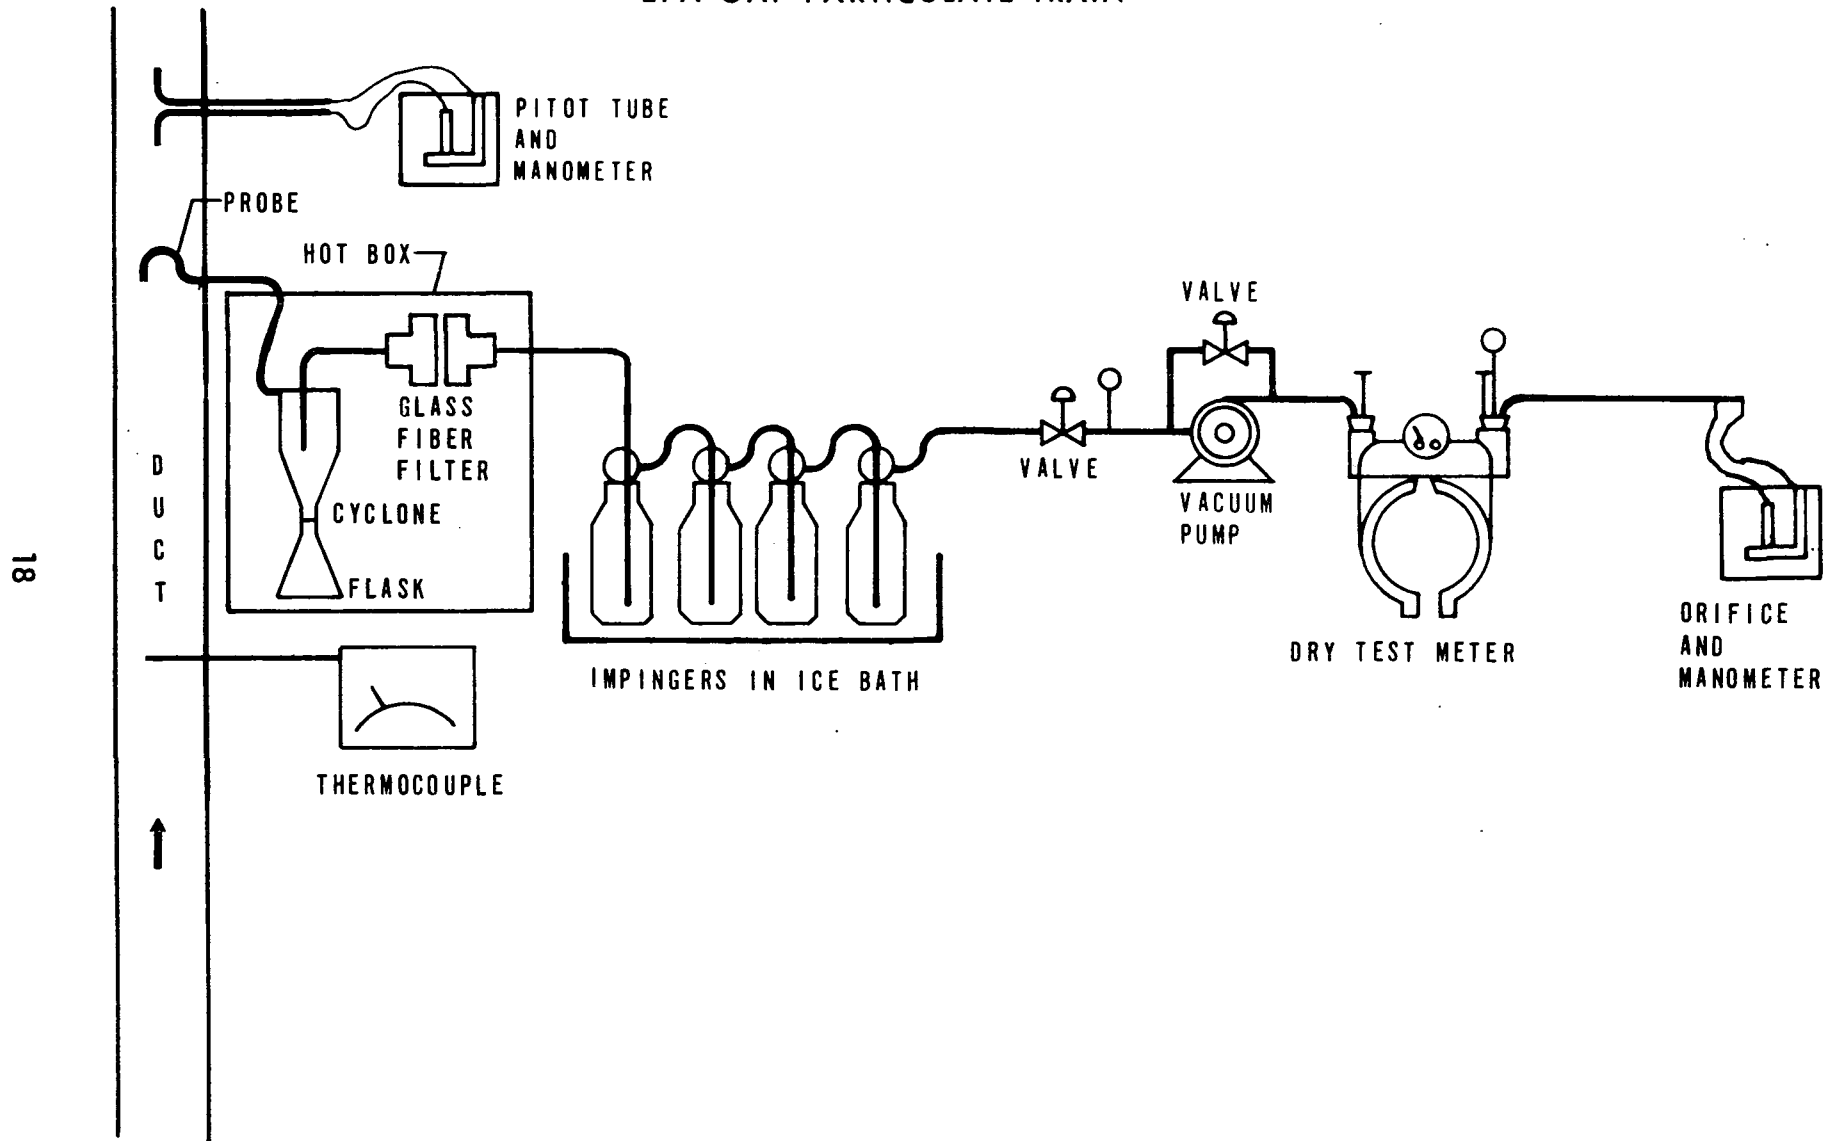 PITOT TUBE
AND
MANOMETER
PROBE
HOT BOX
GLASS
FIBER
FILTER
CYCLONE
FLASK
D
U
C
T
THERMOCOUPLE
IMPINGERS IN ICE BATH
VALVE
VALVE
VACUUM
PUMP
DRY TEST METER
ORIFICE
AND
MANOMETER
18